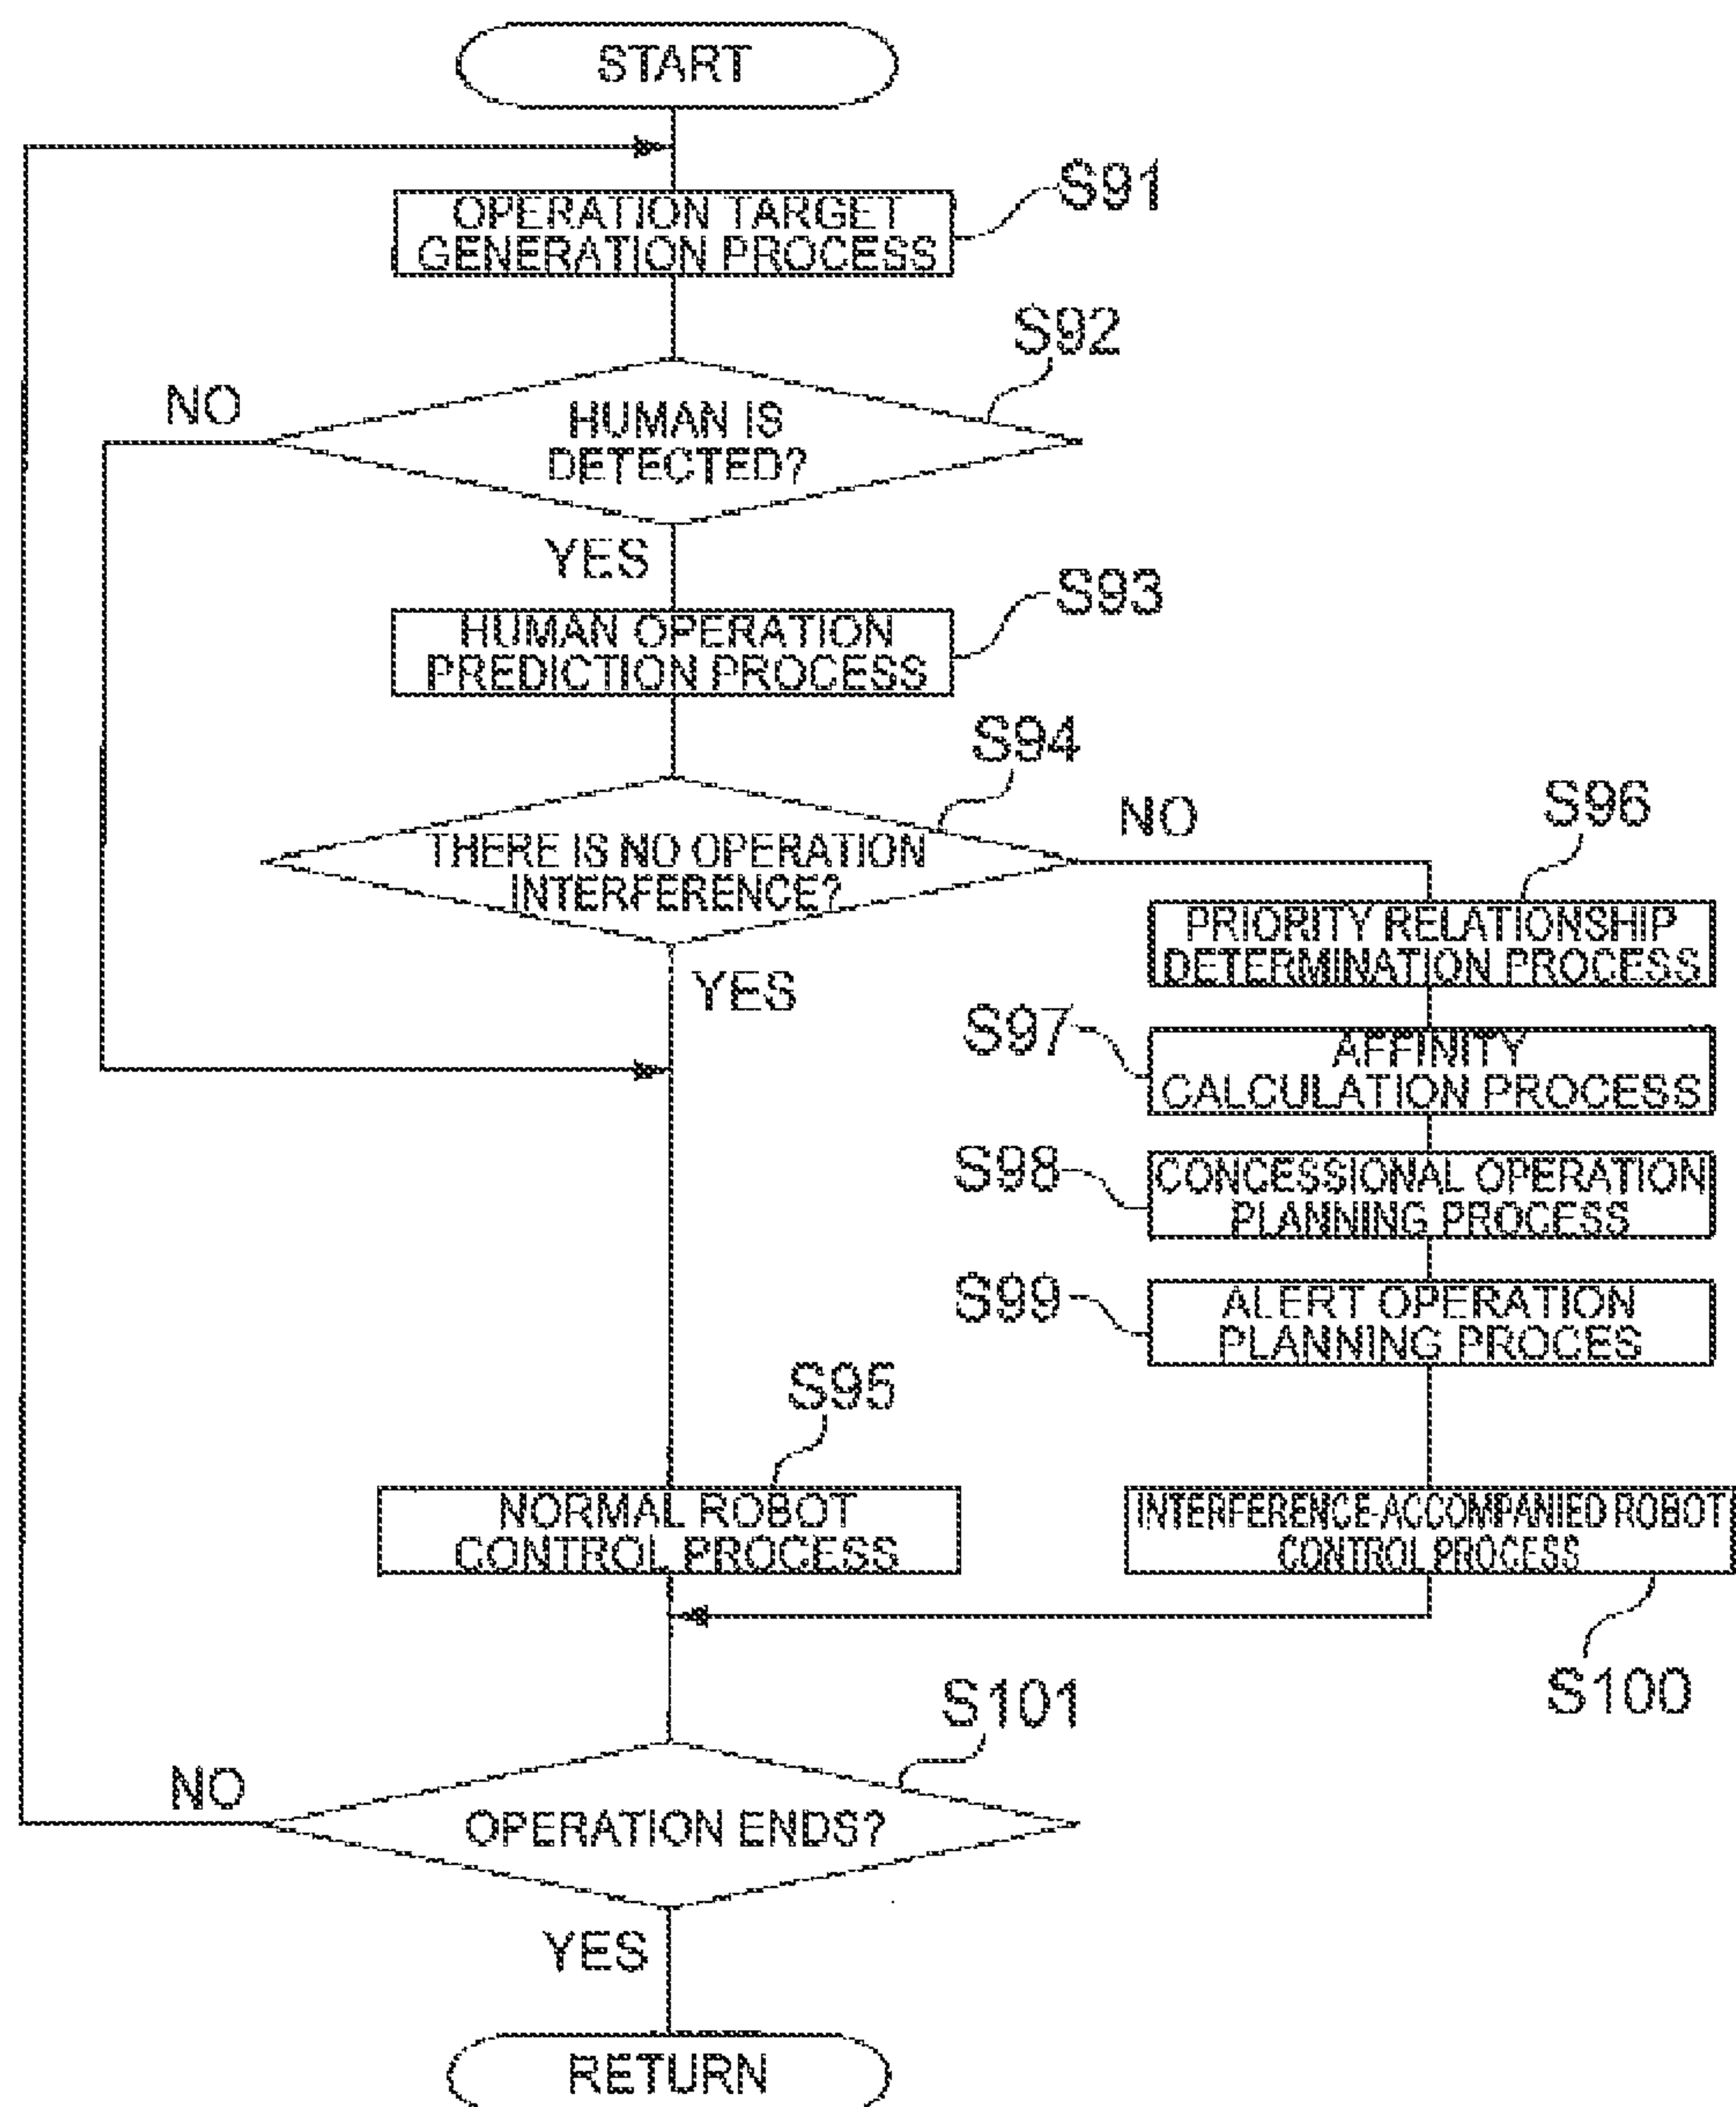 START
S91
OPERATION TARGET
GENERATION PROCESS
S92
NO
HUMAN IS
DETECTED?
YES
S93
HUMAN OPERATION
PREDICTION PROCESS
S94
NO
THERE IS NO OPERATION
INTERFERENCE?
YES
S96
PRIORITY RELATIONSHIP
DETERMINATION PROCESS
S97
AFFINITY
CALCULATION PROCESS
S98
CONCESSIONAL OPERATION
PLANNING PROCESS
S99
ALERT OPERATION
PLANNING PROCES
S95
NORMAL ROBOT
CONTROL PROCESS
INTERFERENCE-ACCOMPANIED ROBOT
CONTROL PROCESS
S100
S101
NO
OPERATION ENDS?
YES
RETURN